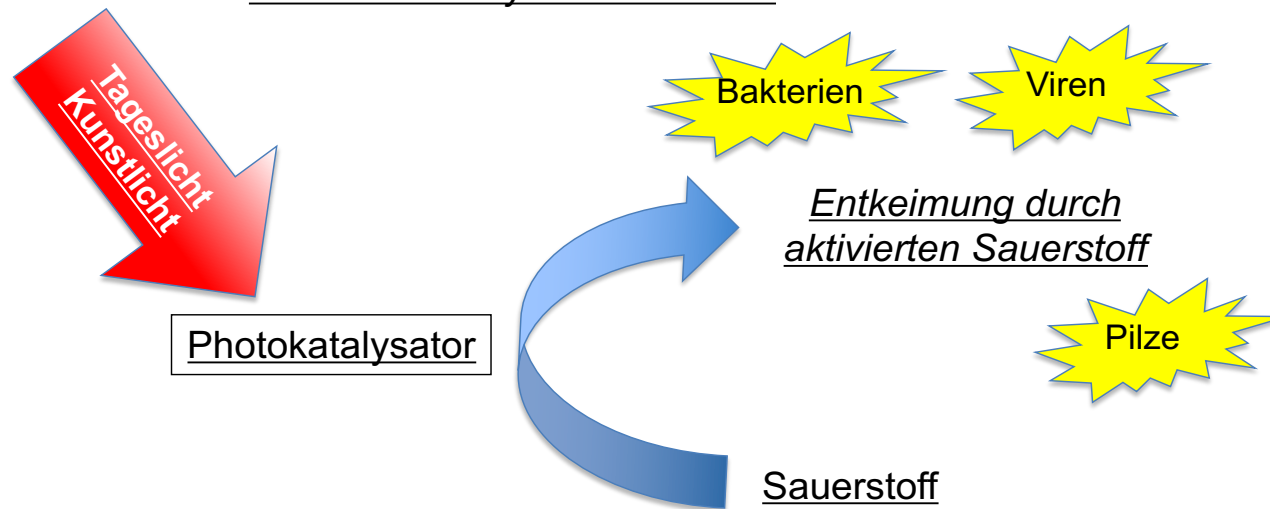 Tageslicht
Kunstlicht
Bakterien
Viren
Entkeimung durch
aktivierten Sauerstoff
Photokatalysator
Pilze
Sauerstoff